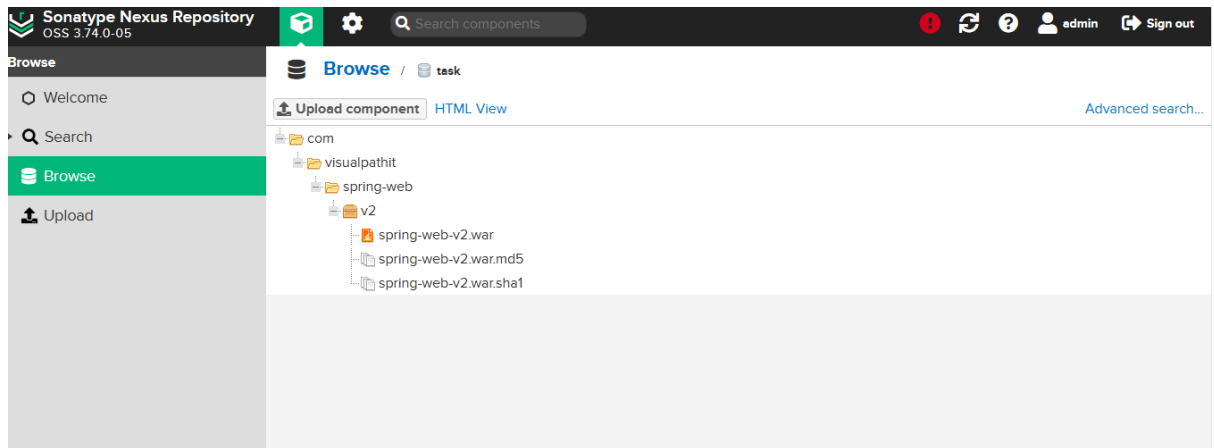 Sonatype Nexus Repository
OSS 3.74.0-05
Search components
admin
Sign out
Browse
Welcome
Search
Browse
Upload
Browse / task
Upload component
HTML View
Advanced search...
com
visualpathit
spring-web
v2
spring-web-v2.war
spring-web-v2.war.md5
spring-web-v2.war.sha1